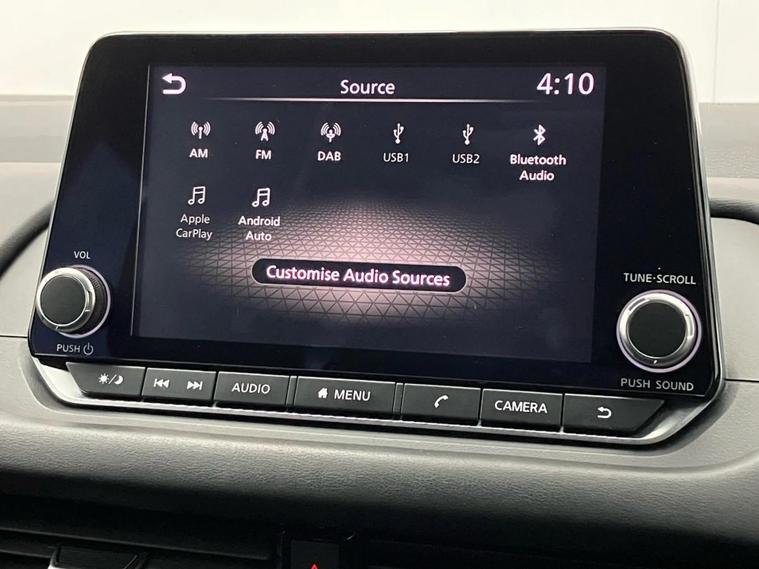 Source
4:10
AM
FM
DAB
USB1
USB2
Bluetooth
Audio
Apple
CarPlay
Android
Auto
Customise Audio Sources
VOL
PUSH
TUNE·SCROLL
PUSH SOUND
AUDIO
MENU
CAMERA